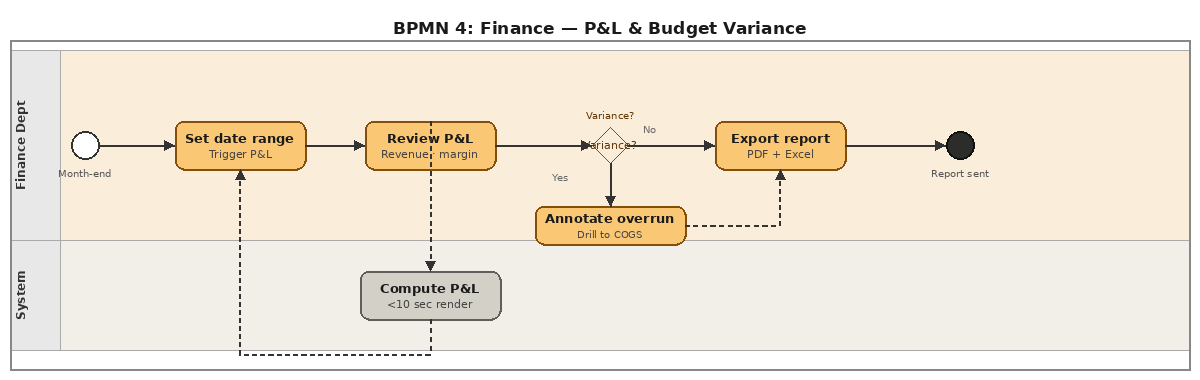 BPMN 4: Finance — P&L & Budget Variance
Finance Dept
Month-end
Set date range
Trigger P&L
Review P&L
Revenue · margin
Variance?
Variance?
No
Yes
Export report
PDF + Excel
Report sent
Annotate overrun
Drill to COGS
System
Compute P&L
<10 sec render